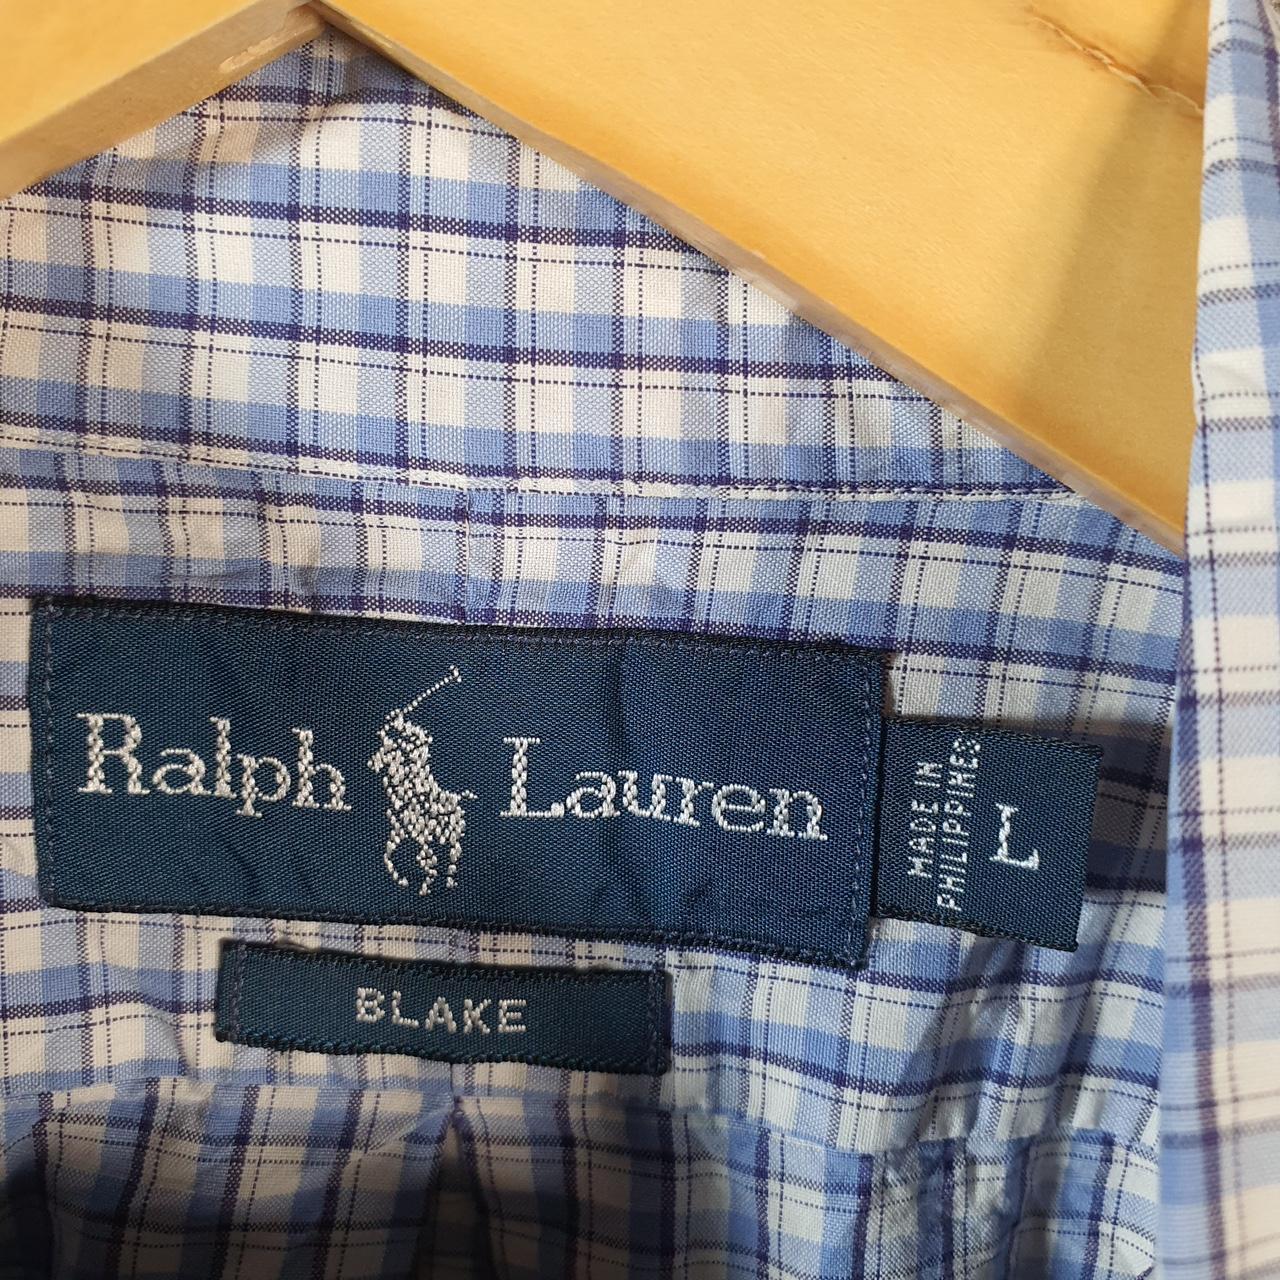 Ralph Lauren
MADE IN
PHILIPPINES
L
BLAKE